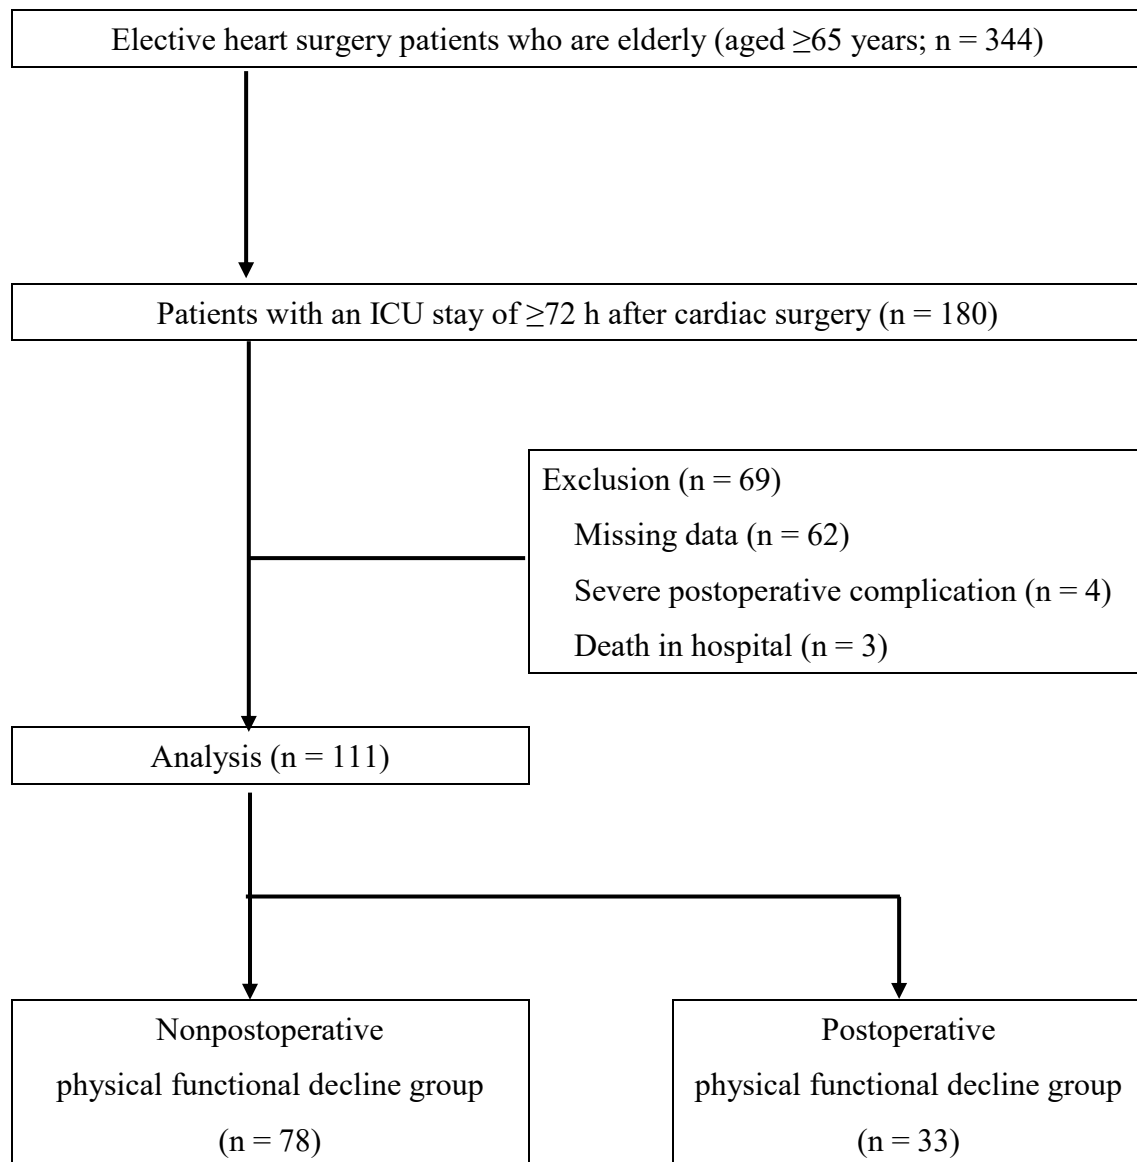 Elective heart surgery patients who are elderly (aged ≥65 years; n = 344)
Patients with an ICU stay of ≥72 h after cardiac surgery (n = 180)
Exclusion (n = 69)
Missing data (n = 62)
Severe postoperative complication (n = 4)
Death in hospital (n = 3)
Analysis (n = 111)
Nonpostoperative
physical functional decline group
(n = 78)
Postoperative
physical functional decline group
(n = 33)